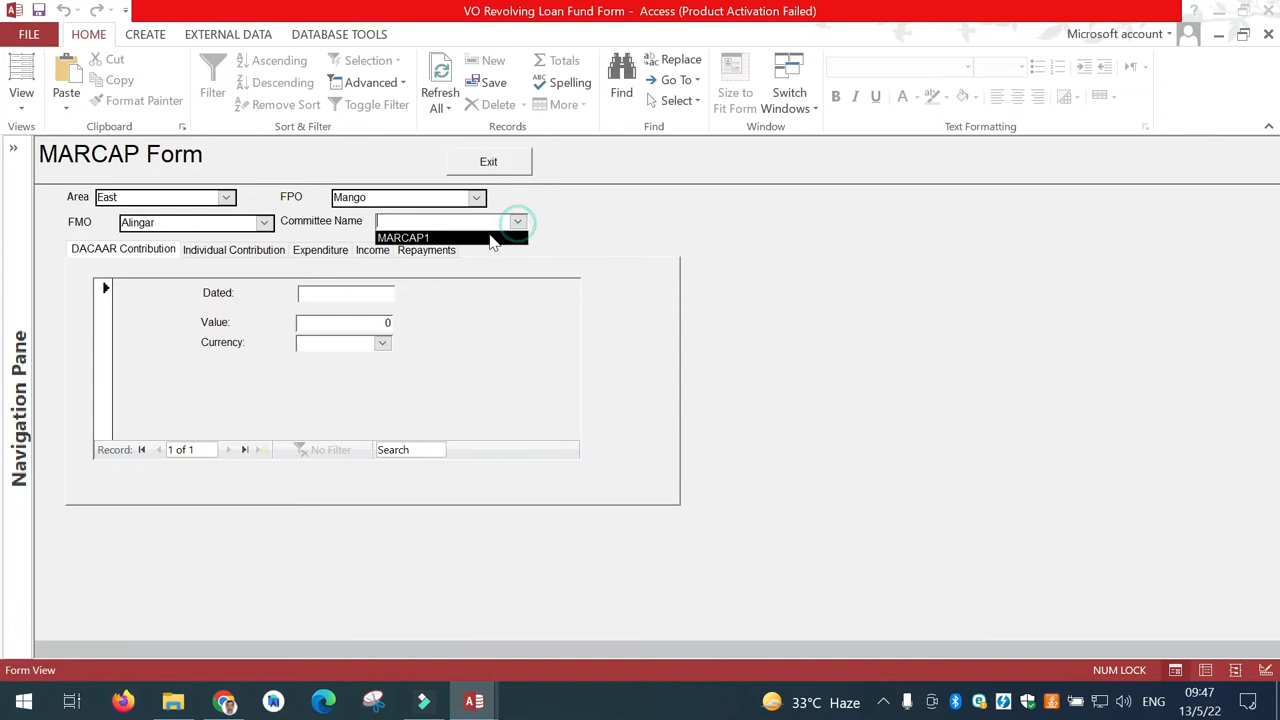 VO Revolving Loan Fund Form - Access (Product Activation Failed)
FILE HOME CREATE EXTERNAL DATA DATABASE TOOLS Microsoft account
View
Views
Paste
Cut
Copy
Format Painter
Clipboard
Filter
Ascending
Descending
Remove
Selection
Advanced
Toggle Filter
Sort & Filter
Refresh
All
New
Save
Delete
Totals
Spelling
More
Records
Find
Replace
Go To
Select
Find
Size to
Fit Form
Switch
Windows
Window
B I U A
Text Formatting
Navigation Pane
MARCAP Form Exit
Area East FPO Mango
FMO Alingar Committee Name
MARCAP1
DACAAR Contribution Individual Contribution Expenditure Income Repayments
Dated:
Value: 0
Currency:
Record: 1 of 1 No Filter Search
Form View NUM LOCK
33°C Haze ENG 09:47
13/5/22